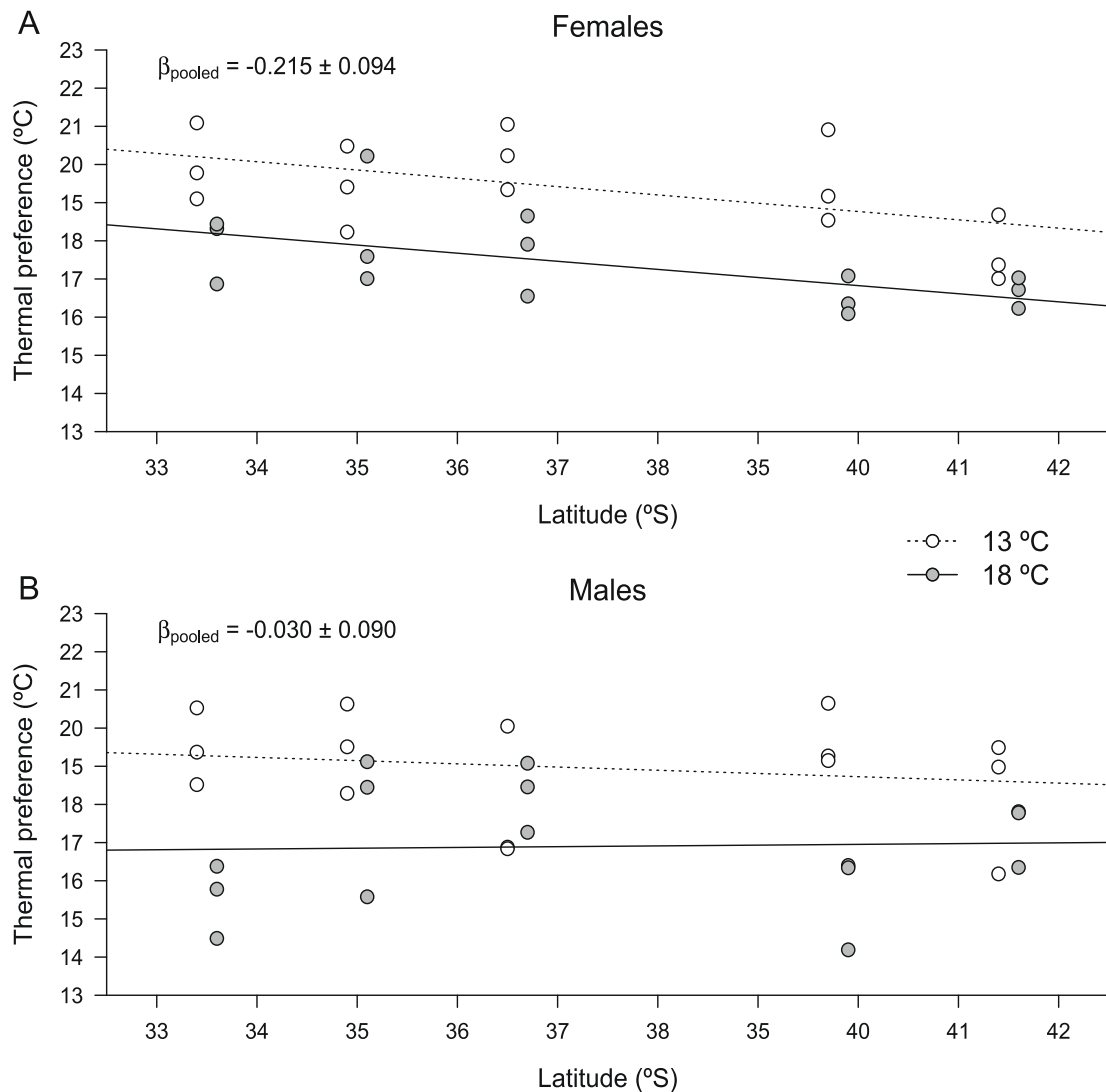 A
Females
β pooled = -0.215 ± 0.094
Thermal preference (ºC)
23
22
21
20
15
18
17
16
15
14
13
33 34 35 36 37 38 35 40 41 42
Latitude (ºS)
13 ºC
18 ºC
B
Males
β pooled = -0.030 ± 0.090
Thermal preference (ºC)
23
22
21
20
15
18
17
16
15
14
13
33 34 35 36 37 38 35 40 41 42
Latitude (ºS)